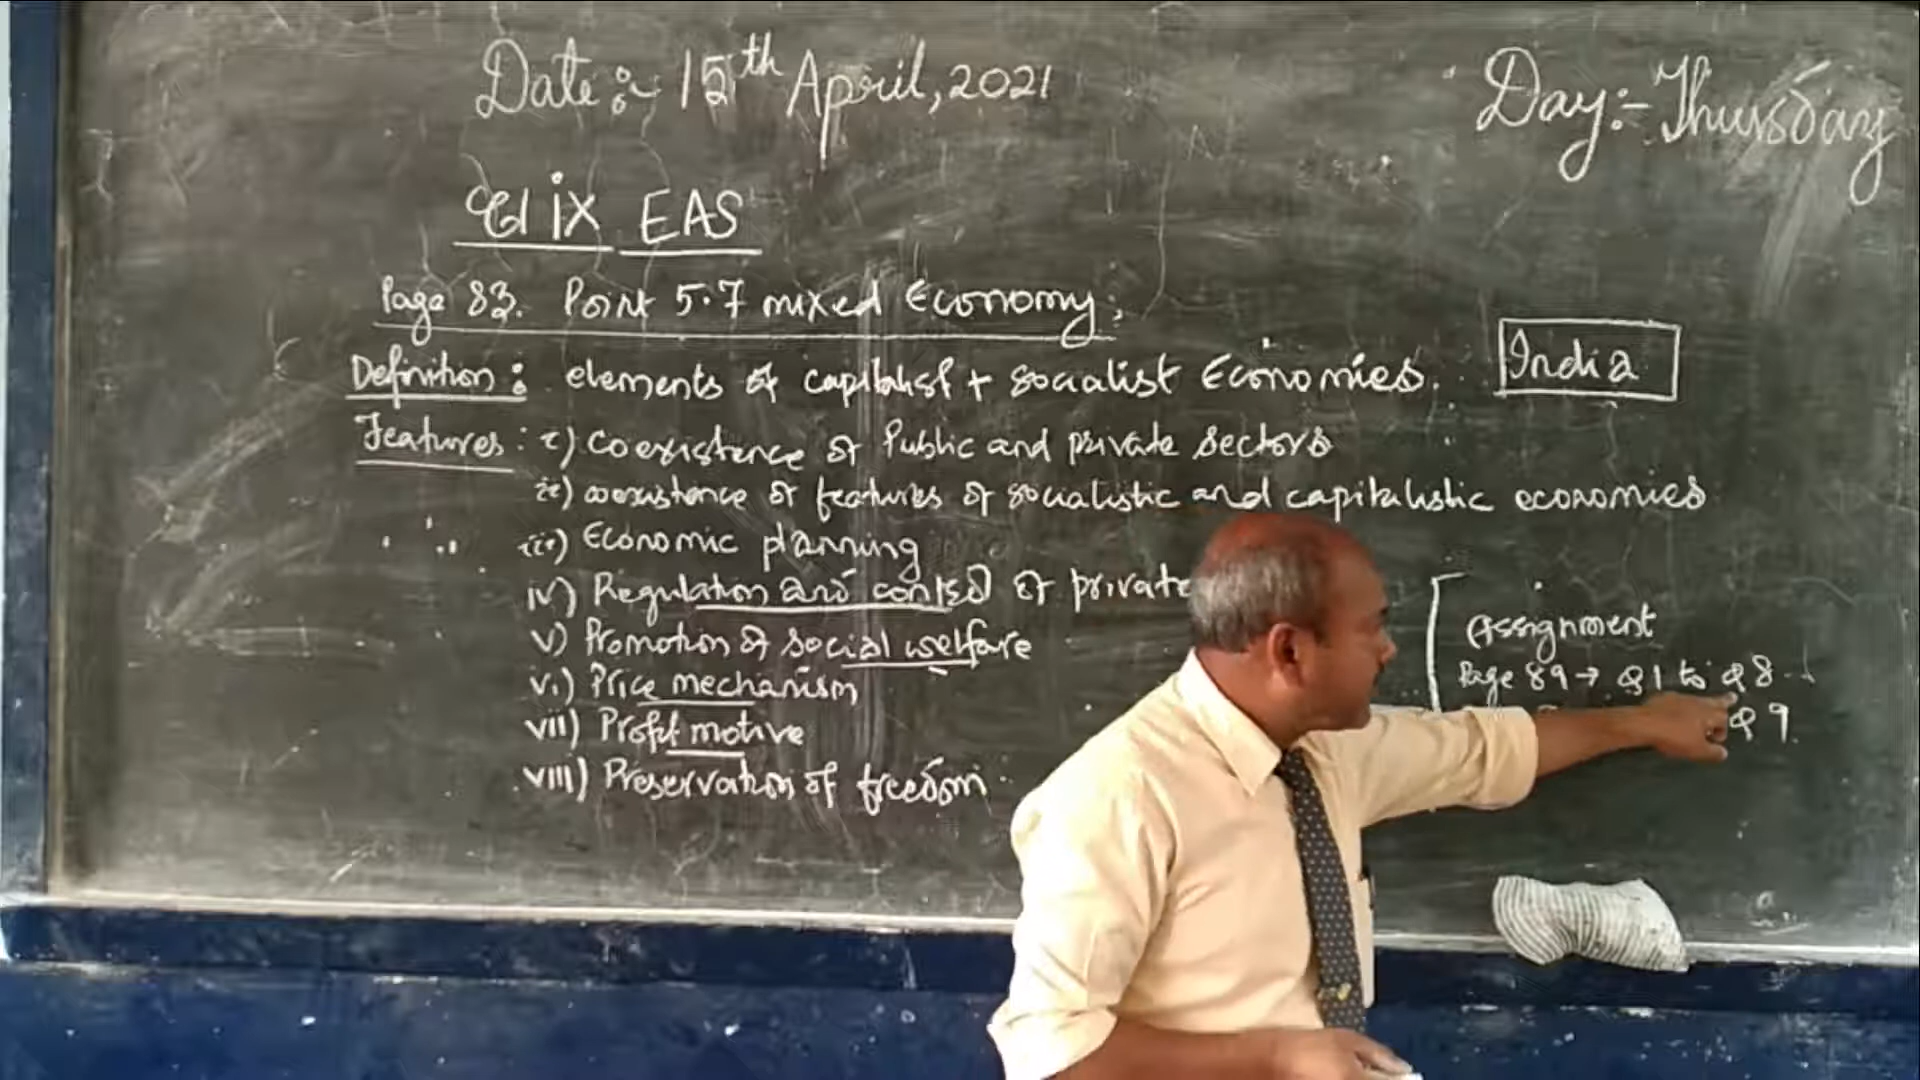 Date :- 15th April, 2021
Day :- Thursday
Cl iX EAS
Page 83. Point 5.7 mixed Economy :
Definition : elements of capitalist + socialist Economies.
India
Features : i) coexistence of Public and private sectors
ii) coexistence of features of socialistic and capitalistic economies
iii) Economic planning
iv) Regulation and control of private
v) Promotion of social welfare
vi) Price mechanism
vii) Profit motive
viii) Preservation of freedom
Assignment
Page 89 → Q1 to Q8
Q9.